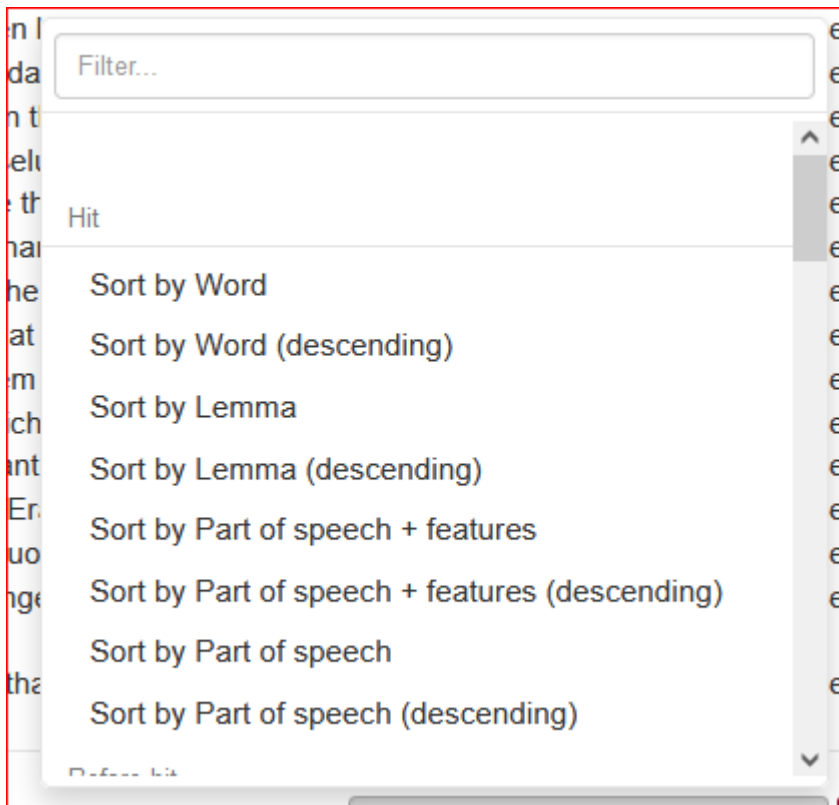 Filter...
Hit
Sort by Word
Sort by Word (descending)
Sort by Lemma
Sort by Lemma (descending)
Sort by Part of speech + features
Sort by Part of speech + features (descending)
Sort by Part of speech
Sort by Part of speech (descending)
Before hit